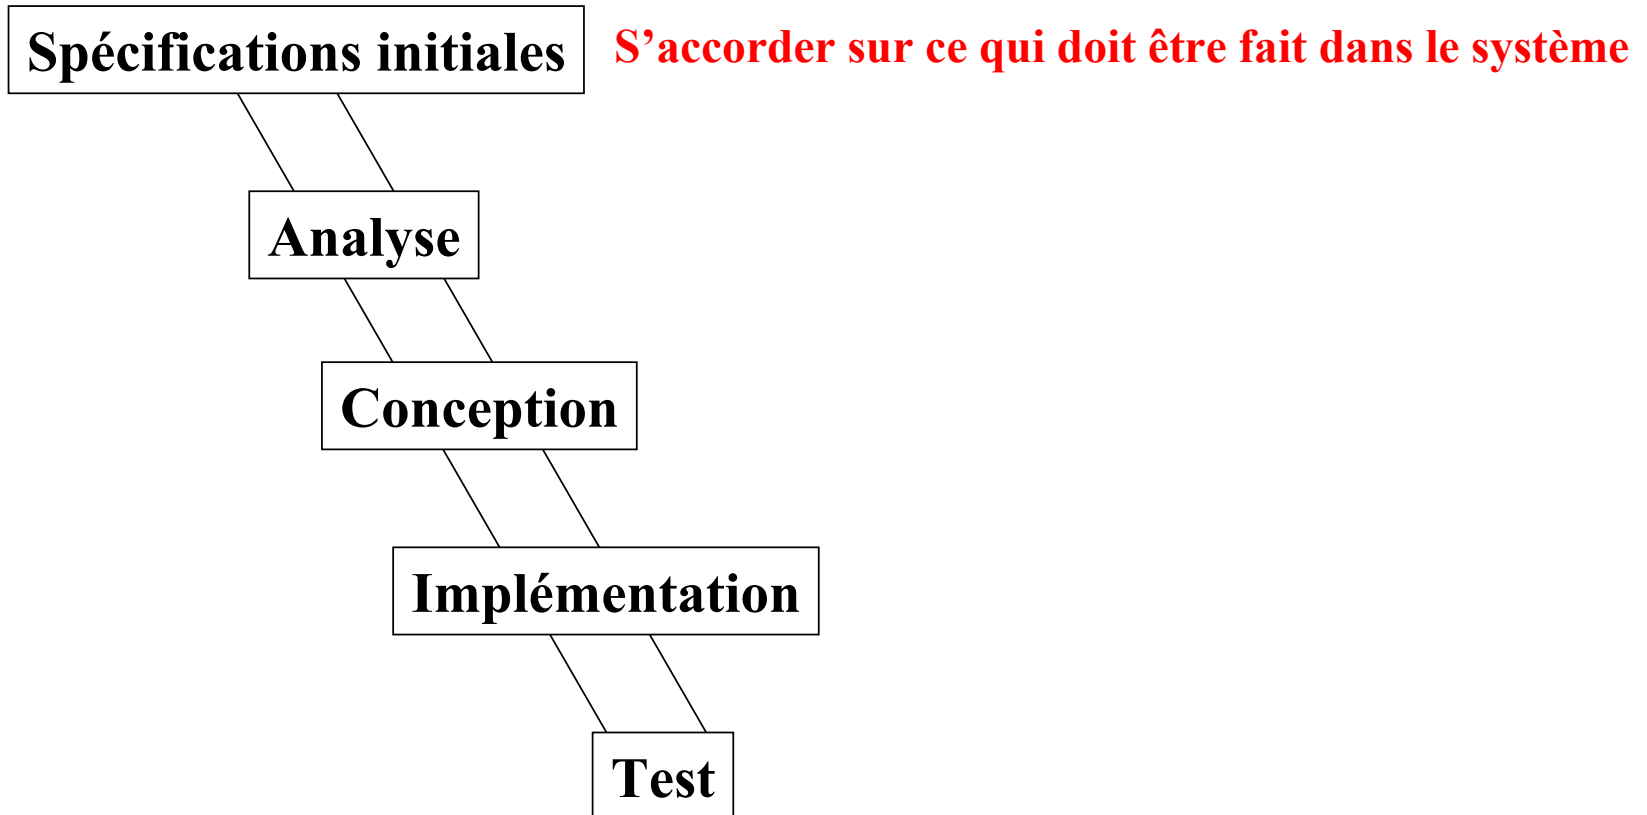 Spécifications initiales
S’accorder sur ce qui doit être fait dans le système
Analyse
Conception
Implémentation
Test